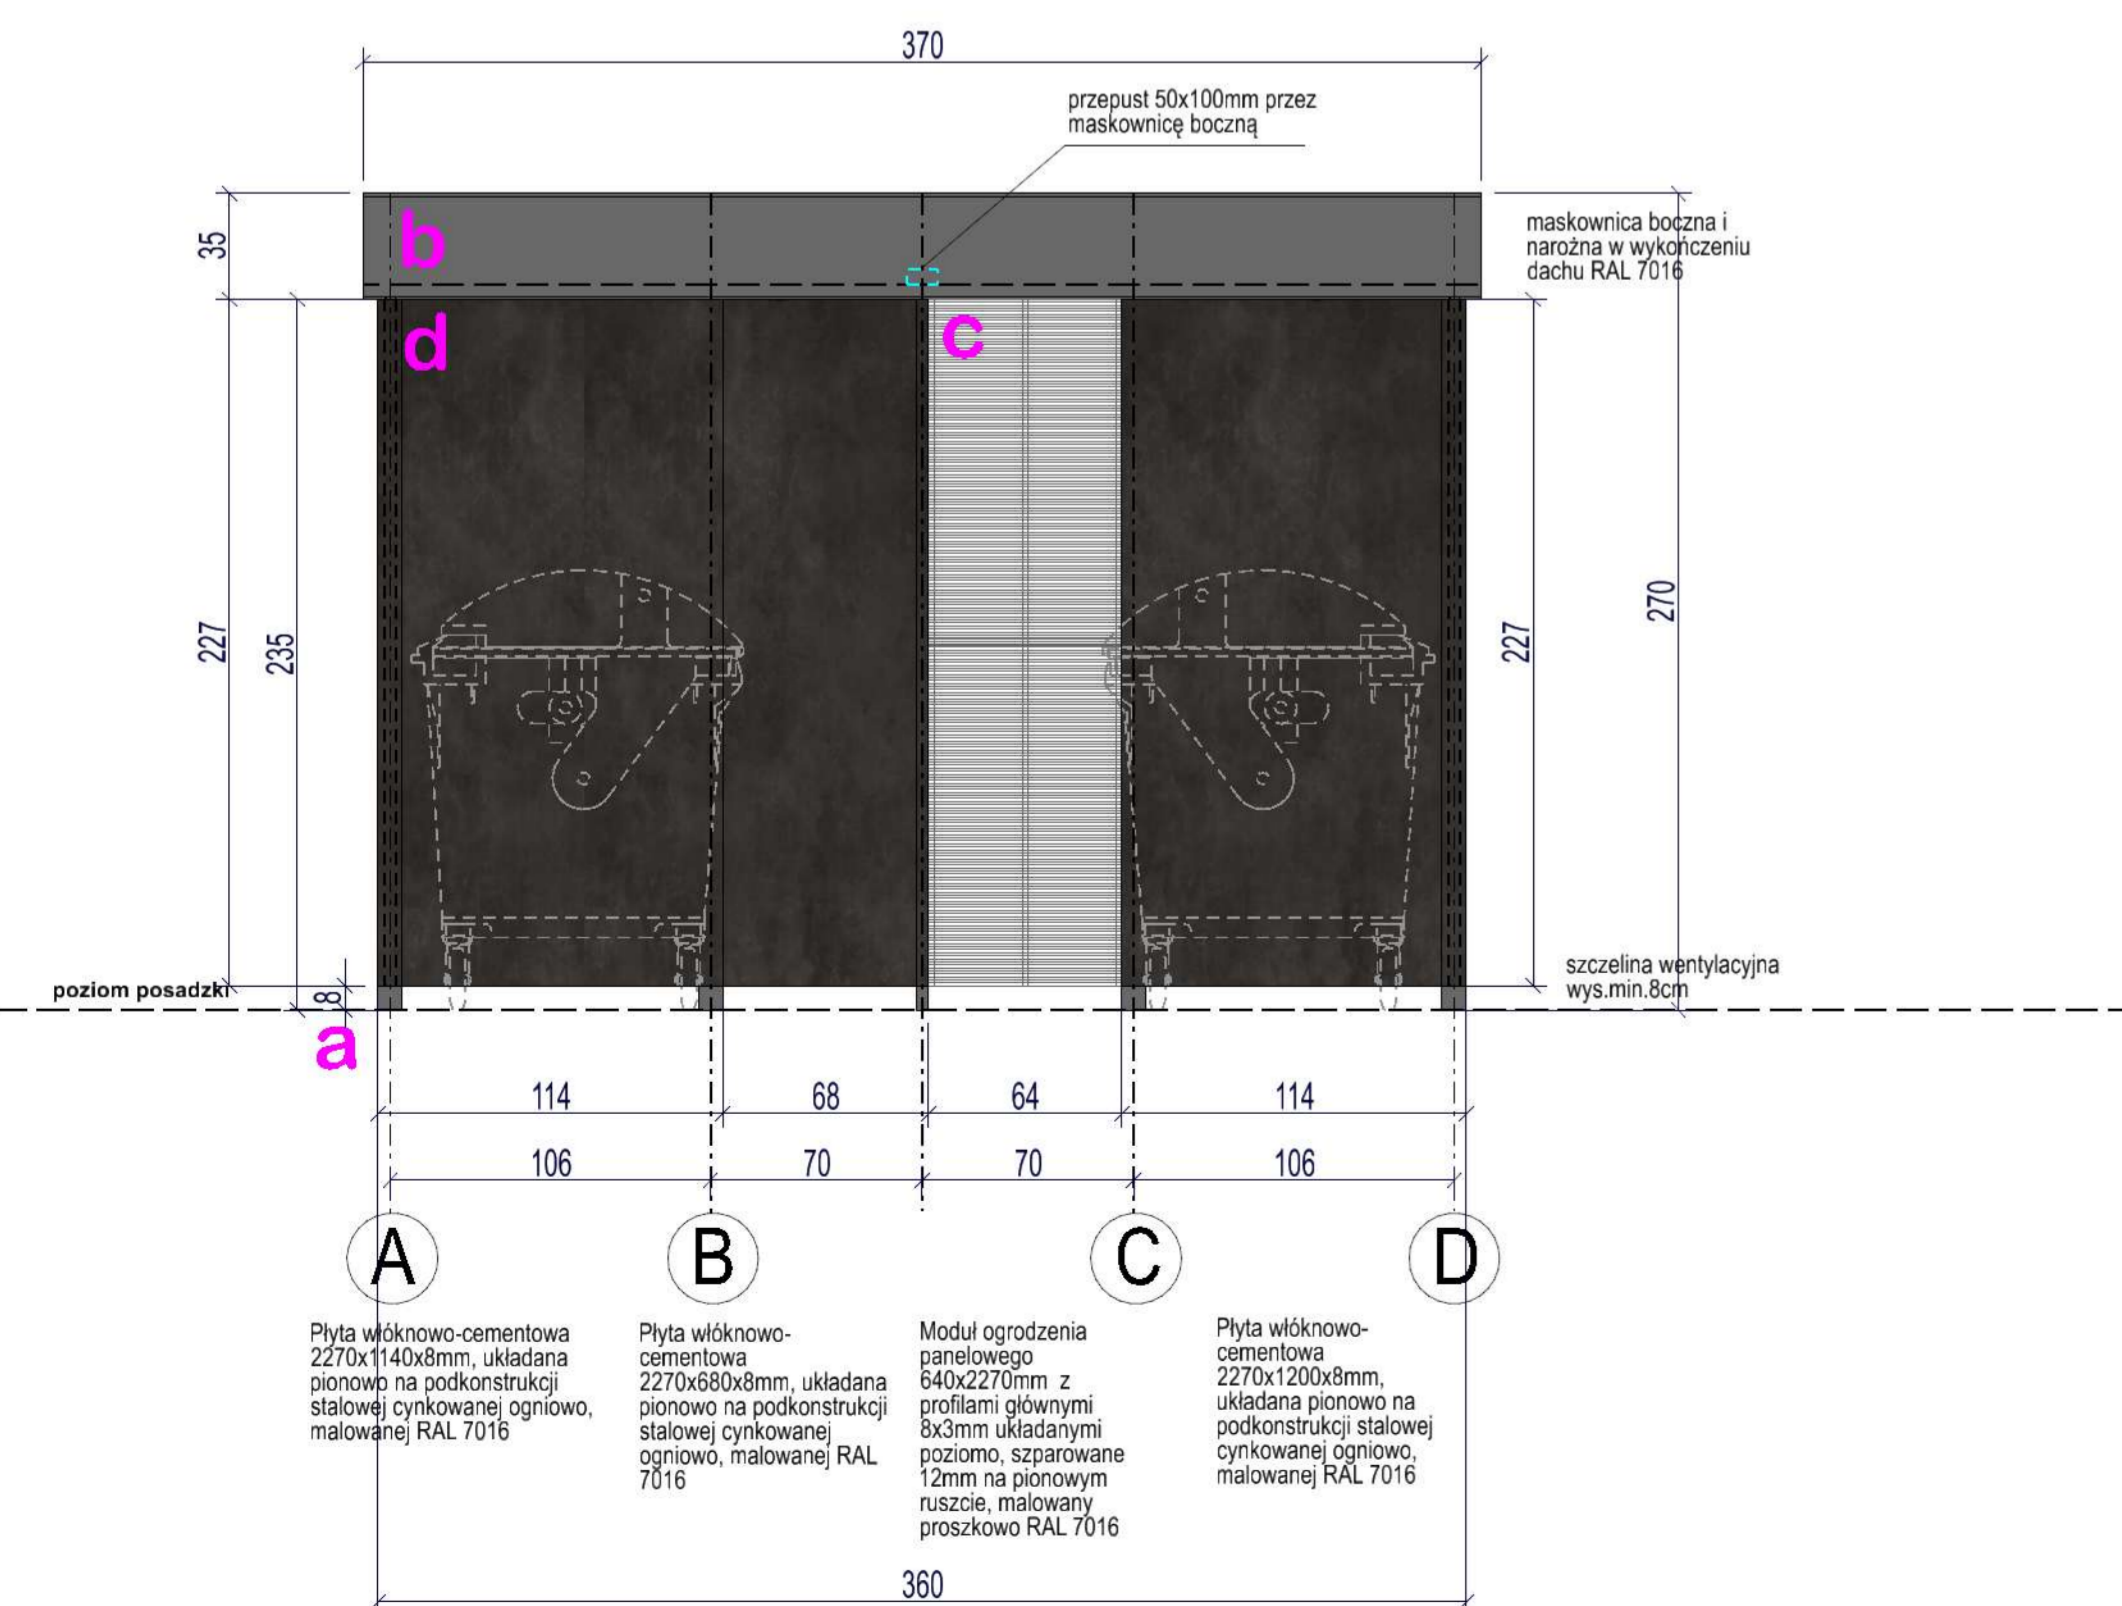 370
przepust 50x100mm przez
maskownicę boczną
35
b
maskownica boczna i
narożna w wykończeniu
dachu RAL 7016
d
c
227
235
227
270
szczelina wentylacyjna
wys.min.8cm
poziom posadzki
8
a
114
68
64
114
106
70
70
106
A
B
C
D
Płyta włóknowo-cementowa
2270x1140x8mm, układana
pionowo na podkonstrukcji
stalowej cynkowanej ogniowo,
malowanej RAL 7016
Płyta włóknowo-
cementowa
2270x680x8mm, układana
pionowo na podkonstrukcji
stalowej cynkowanej
ogniowo, malowanej RAL
7016
Moduł ogrodzenia
panelowego
640x2270mm z
profilami głównymi
8x3mm układanymi
poziomo, szparowane
12mm na pionowym
ruszcie, malowany
proszkowo RAL 7016
Płyta włóknowo-
cementowa
2270x1200x8mm,
układana pionowo na
podkonstrukcji stalowej
cynkowanej ogniowo,
malowanej RAL 7016
360